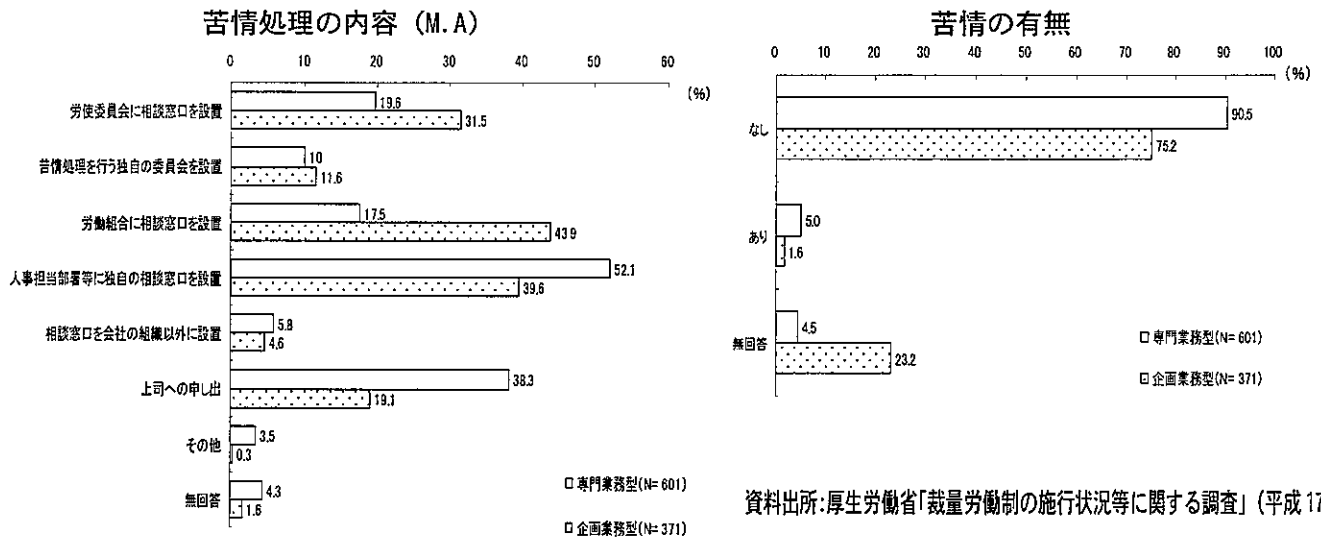 苦情処理の内容 (M.A)
0 10 20 30 40 50 60
(%)
労使委員会に相談窓口を設置
19.6
31.5
苦情処理を行う独自の委員会を設置
10
11.6
労働組合に相談窓口を設置
17.5
43.9
人事担当部署等に独自の相談窓口を設置
52.1
39.6
相談窓口を会社の組織以外に設置
5.8
4.6
上司への申し出
38.3
19.1
その他
3.5
0.3
無回答
4.3
1.6
専門業務型(N= 601)
企画業務型(N= 371)
苦情の有無
0 10 20 30 40 50 60 70 80 90 100
(%)
なし
90.5
75.2
あり
5.0
1.6
無回答
4.5
23.2
専門業務型(N= 601)
企画業務型(N= 371)
資料出所:厚生労働省「裁量労働制の施行状況等に関する調査」(平成 17